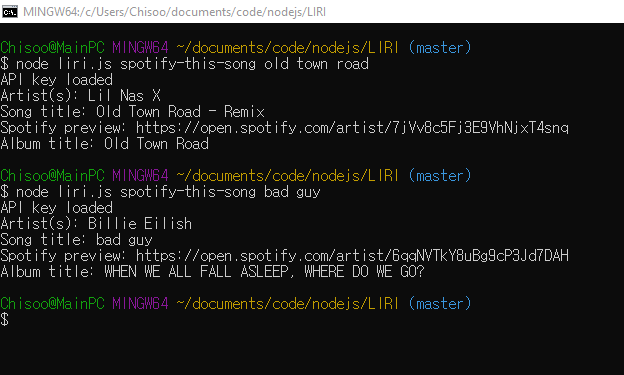 MINGW64:/c/Users/Chisoo/documents/code/nodejs/LIRI
Chisoo@MainPC MINGW64 ~/documents/code/nodejs/LIRI (master)
$ node liri.js spotify-this-song old town road
API key loaded
Artist(s): Lil Nas X
Song title: Old Town Road - Remix
Spotify preview: https://open.spotify.com/artist/7jVv8c5Fj3E9VhNjxT4snq
Album title: Old Town Road
Chisoo@MainPC MINGW64 ~/documents/code/nodejs/LIRI (master)
$ node liri.js spotify-this-song bad guy
API key loaded
Artist(s): Billie Eilish
Song title: bad guy
Spotify preview: https://open.spotify.com/artist/6qqNVTkY8uBg9cP3Jd7DAH
Album title: WHEN WE ALL FALL ASLEEP, WHERE DO WE GO?
Chisoo@MainPC MINGW64 ~/documents/code/nodejs/LIRI (master)
$